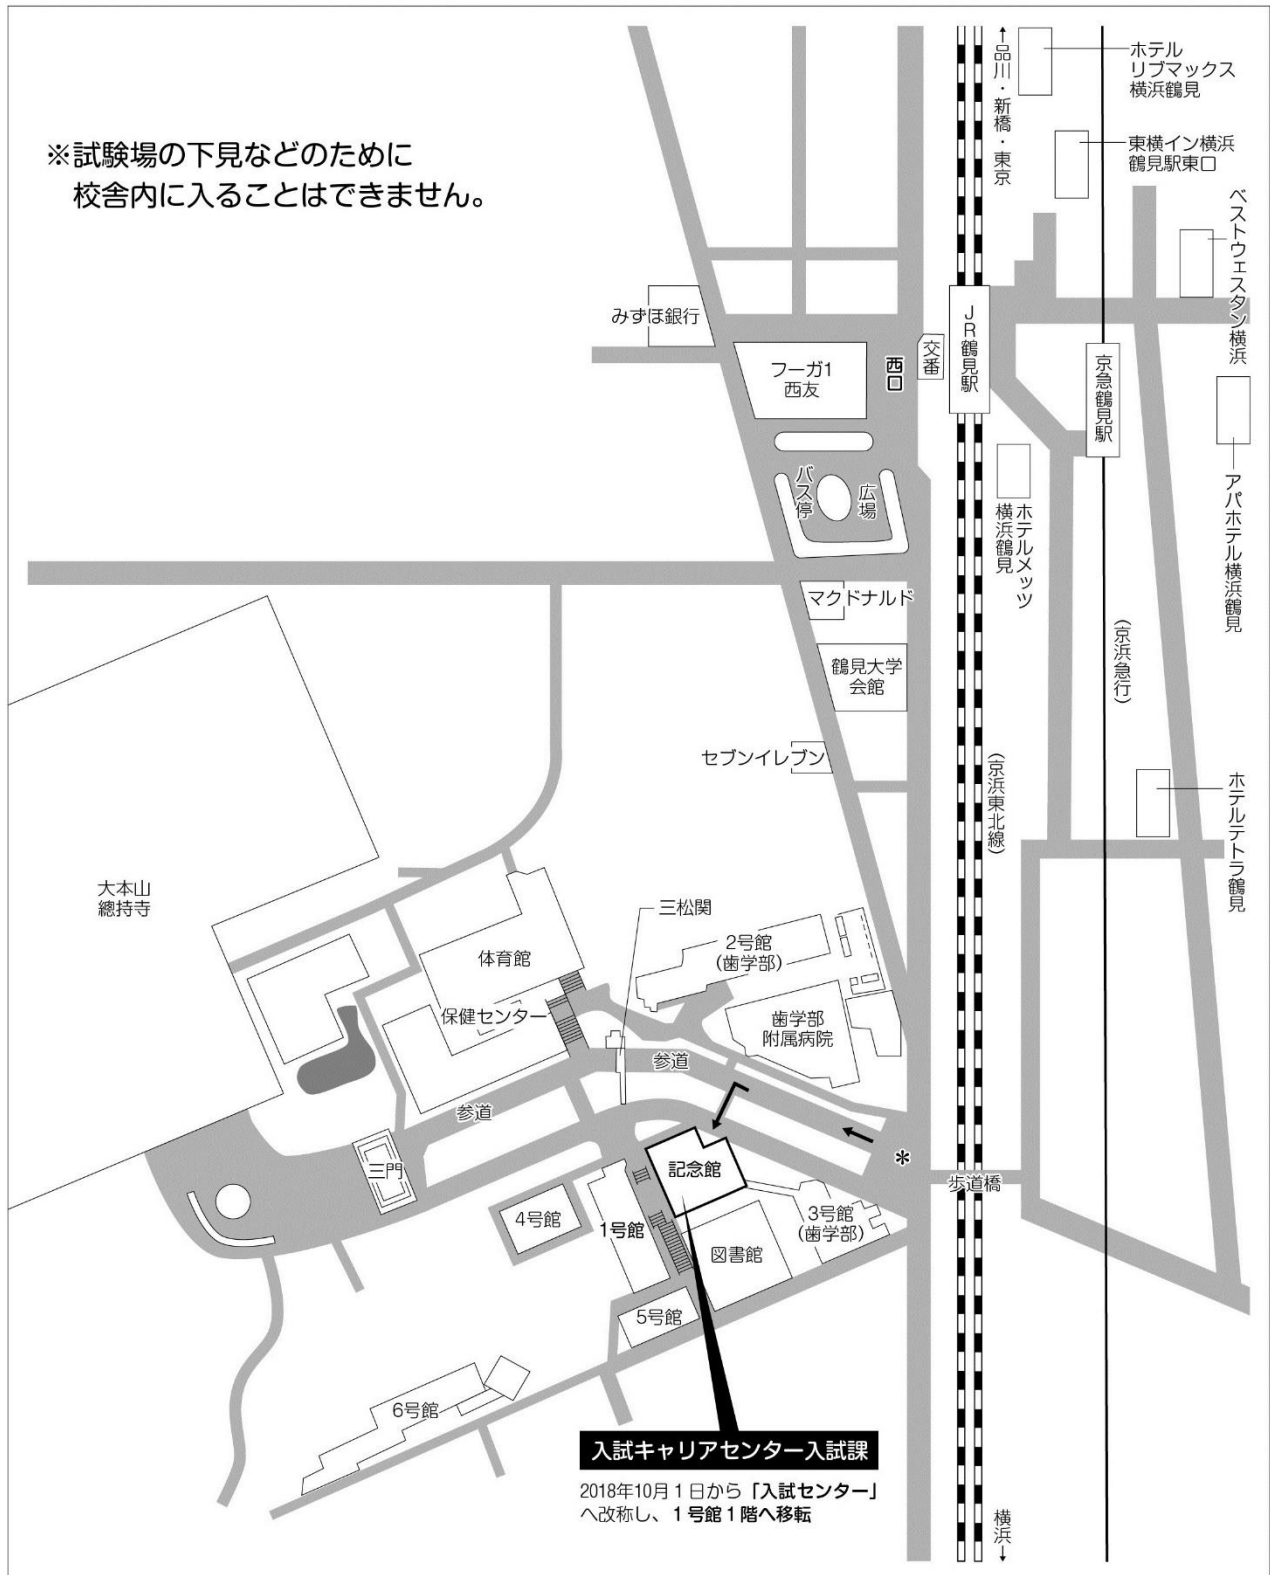 ※試験場の下見などのために
校舎内に入ることはできません。
↑品川・新橋・東京
ホテル
リブマックス
横浜鶴見
東横イン横浜
鶴見駅東口
ベストウェスタン横浜
みずほ銀行
フーガ1
西友
西口
交番
JR鶴見駅
京急鶴見駅
アパホテル横浜鶴見
バス停
広場
ホテルメッツ
横浜鶴見
マクドナルド
鶴見大学
会館
(京浜急行)
セブンイレブン
(京浜東北線)
ホテルテトラ鶴見
大本山
總持寺
三松関
体育館
2号館
(歯学部)
保健センター
歯学部
附属病院
参道
参道
*
三門
記念館
歩道橋
4号館
1号館
3号館
(歯学部)
図書館
5号館
6号館
入試キャリアセンター入試課
2018年10月1日から「入試センター」
へ改称し、1号館1階へ移転
横浜→